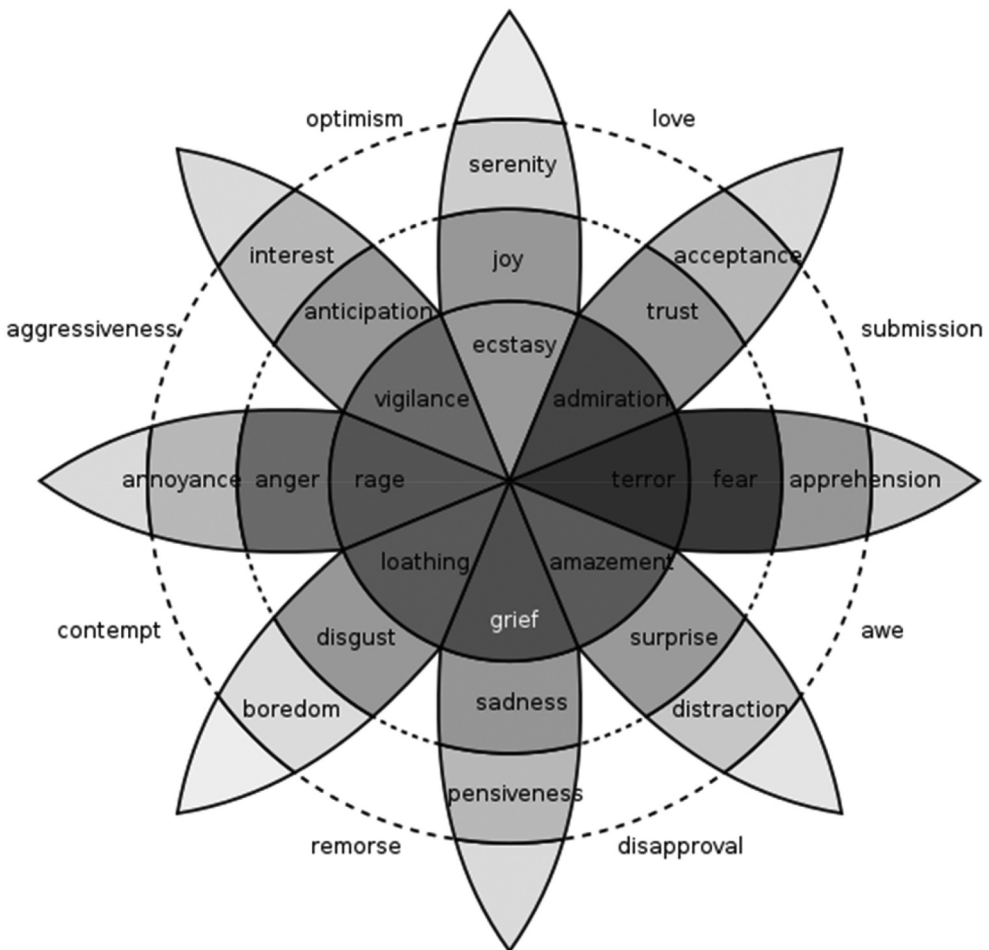 optimism
love
serenity
interest
joy
acceptance
anticipation
trust
aggressiveness
submission
ecstasy
vigilance
admiration
annoyance
anger
rage
terror
fear
apprehension
loathing
amazement
grief
contempt
awe
disgust
surprise
sadness
boredom
distraction
pensiveness
remorse
disapproval